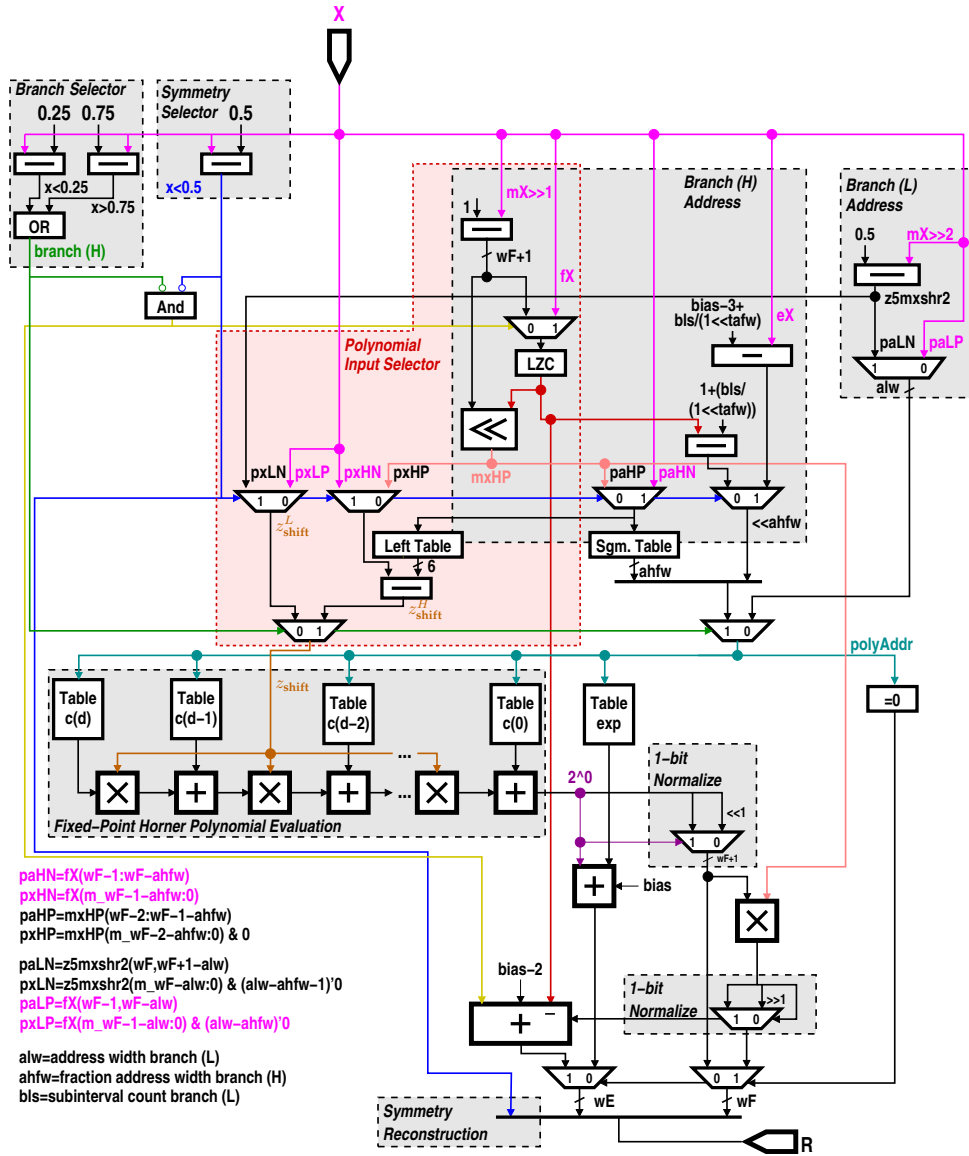 X
Branch Selector
0.25 0.75
x<0.25
x>0.75
OR
branch (H)
Symmetry
Selector
0.5
x<0.5
And
Polynomial
Input Selector
Branch (H)
Address
mX>>1
1
wF+1
fX
0 1
LZC
<<
mxHP
bias-3+
bls/(1<<tafw)
eX
1+(bls/
(1<<tafw))
Branch (L)
Address
mX>>2
0.5
z5mxshr2
paLN paLP
1 0
alw
pxLN pxLP pxHN pxHP
1 0
1 0
paHP paHN
0 1
0 1
z^L_shift
<<ahfw
Left Table
6
Sgm. Table
ahfw
z^H_shift
0 1
1 0
polyAddr
z_shift
Table
c(d)
Table
c(d-1)
Table
c(d-2)
Table
c(0)
Table
exp
=0
× + × + ... × +
...
Fixed-Point Horner Polynomial Evaluation
2^0
1-bit
Normalize
<<1
1 0
wF+1
+
bias
×
bias-2
+ -
1-bit
Normalize
>>1
1 0
1 0
0 1
wE
wF
Symmetry
Reconstruction
R
paHN=fX(wF-1:wF-ahfw)
pxHN=fX(m_wF-1-ahfw:0)
paHP=mxHP(wF-2:wF-1-ahfw)
pxHP=mxHP(m_wF-2-ahfw:0) & 0
paLN=z5mxshr2(wF,wF+1-alw)
pxLN=z5mxshr2(m_wF-alw:0) & (alw-ahfw-1)'0
paLP=fX(wF-1,wF-alw)
pxLP=fX(m_wF-1-alw:0) & (alw-ahfw)'0
alw=address width branch (L)
ahfw=fraction address width branch (H)
bls=subinterval count branch (L)